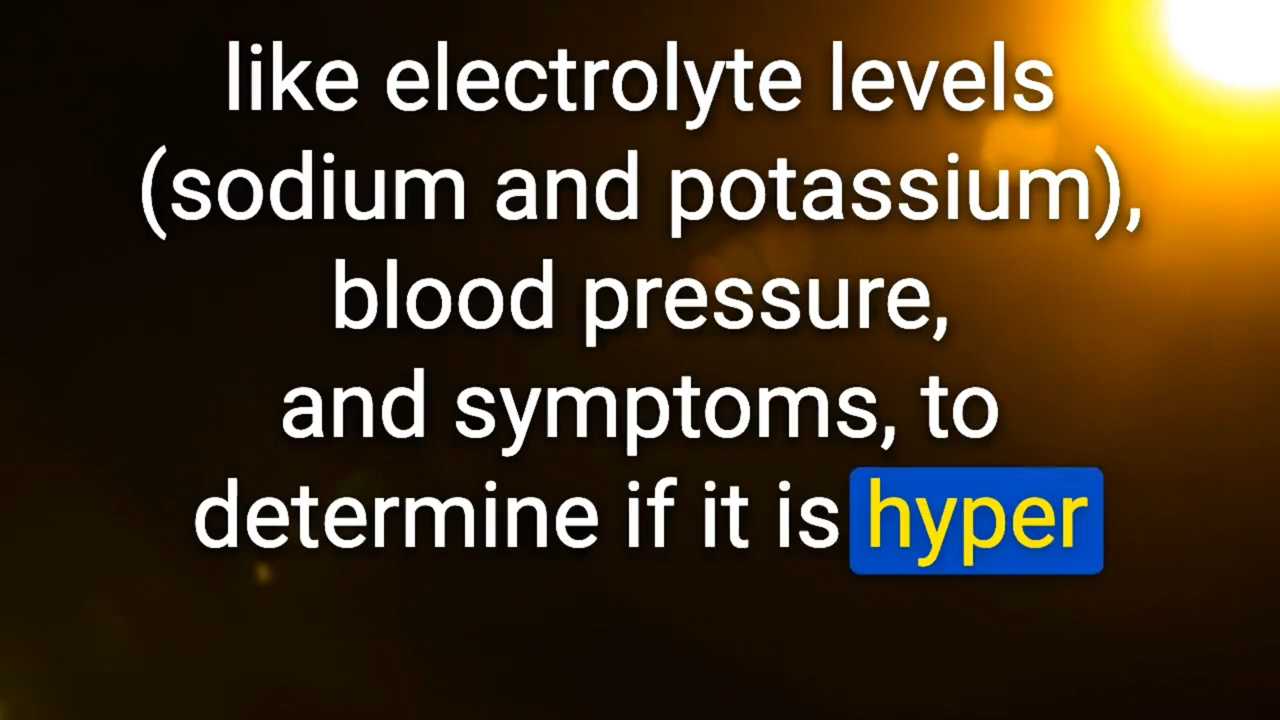 like electrolyte levels
(sodium and potassium),
blood pressure,
and symptoms, to
determine if it is hyper